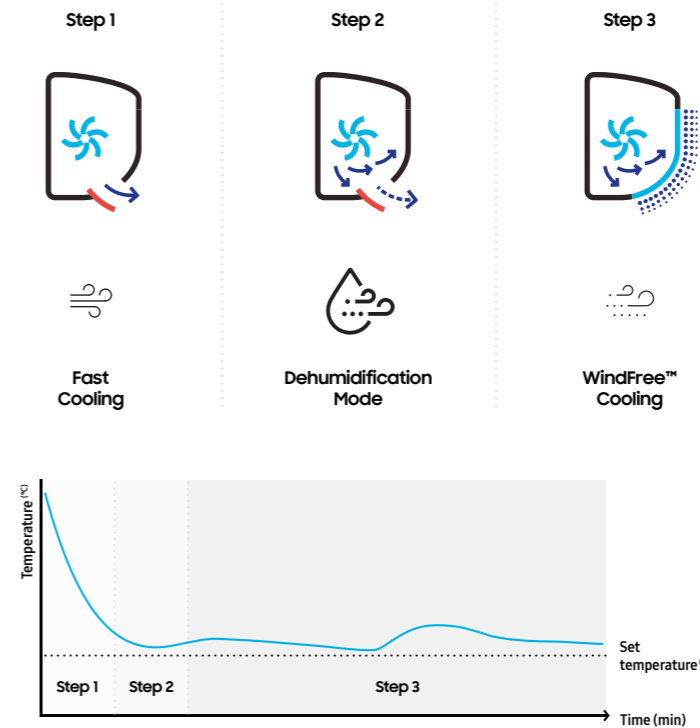 Step 1
Step 2
Step 3
Fast
Cooling
Dehumidification
Mode
WindFree™
Cooling
Temperature (℃)
Set
temperature
Step 1
Step 2
Step 3
Time (min)